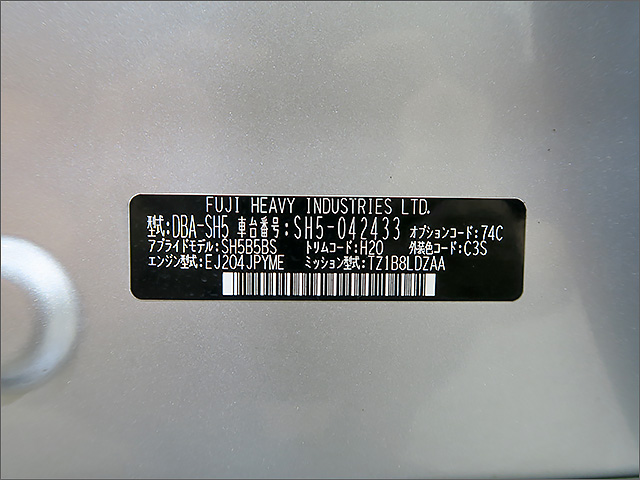 FUJI HEAVY INDUSTRIES LTD.
型式:DBA-SH5 車台番号:SH5-042433 オプションコード:74C
アプライドモデル:SH5B5BS トリムコード:H20 外装色コード:C3S
エンジン型式:EJ204JPYME ミッション型式:TZ1B8LDZAA